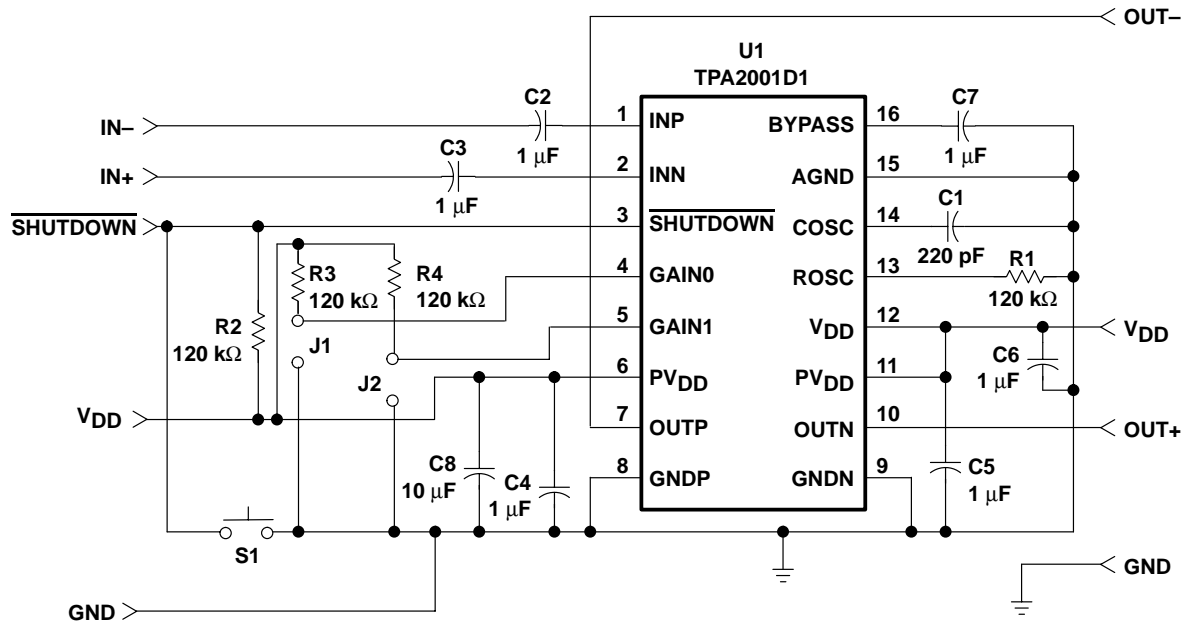 OUT–
U1
TPA2001D1
C2
1 μF
IN–
1
INP
BYPASS
16
C7
1 μF
C3
1 μF
IN+
2
INN
AGND
15
SHUTDOWN
3
SHUTDOWN
COSC
14
C1
220 pF
R3
120 kΩ
R4
120 kΩ
4
GAIN0
ROSC
13
R1
120 kΩ
R2
120 kΩ
J1
5
GAIN1
VDD
12
VDD
C6
1 μF
J2
6
PVDD
PVDD
11
VDD
7
OUTP
OUTN
10
OUT+
C8
10 μF
C4
1 μF
8
GNDP
GNDN
9
C5
1 μF
S1
GND
GND